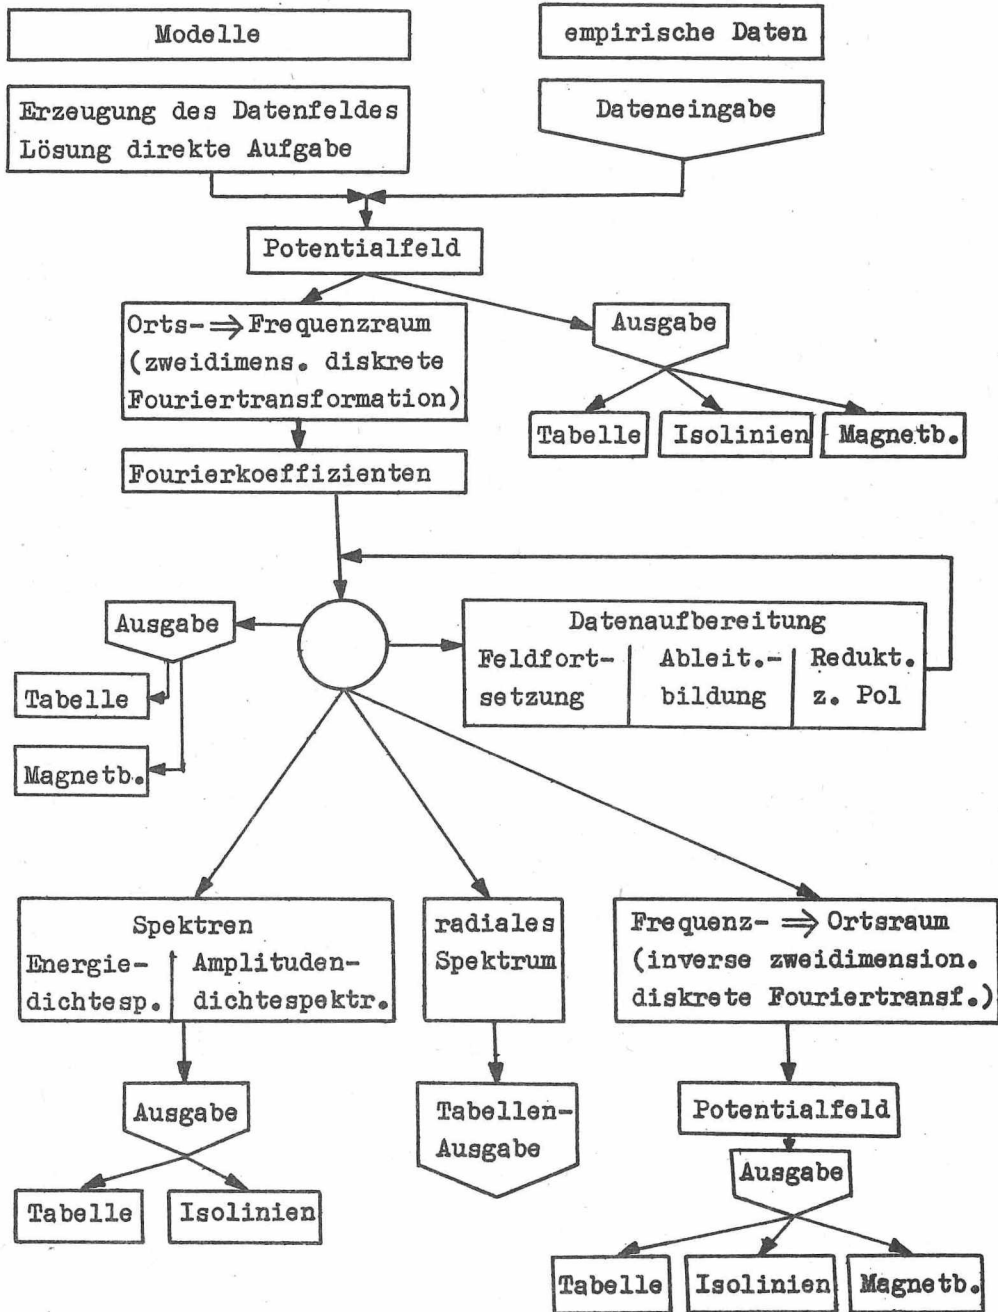 Modelle
empirische Daten
Erzeugung des Datenfeldes
Lösung direkte Aufgabe
Dateneingabe
Potentialfeld
Orts- ⇒ Frequenzraum
(zweidimens. diskrete
Fouriertransformation)
Ausgabe
Tabelle
Isolinien
Magnetb.
Fourierkoeffizienten
Ausgabe
Tabelle
Magnetb.
Datenaufbereitung
Feldfort-
setzung
Ableit.-
bildung
Redukt.
z. Pol
Spektren
Energie-
dichtesp.
Amplituden-
dichtespektr.
Ausgabe
Tabelle
Isolinien
radiales
Spektrum
Tabellen-
Ausgabe
Frequenz- ⇒ Ortsraum
(inverse zweidimension.
diskrete Fouriertransf.)
Potentialfeld
Ausgabe
Tabelle
Isolinien
Magnetb.